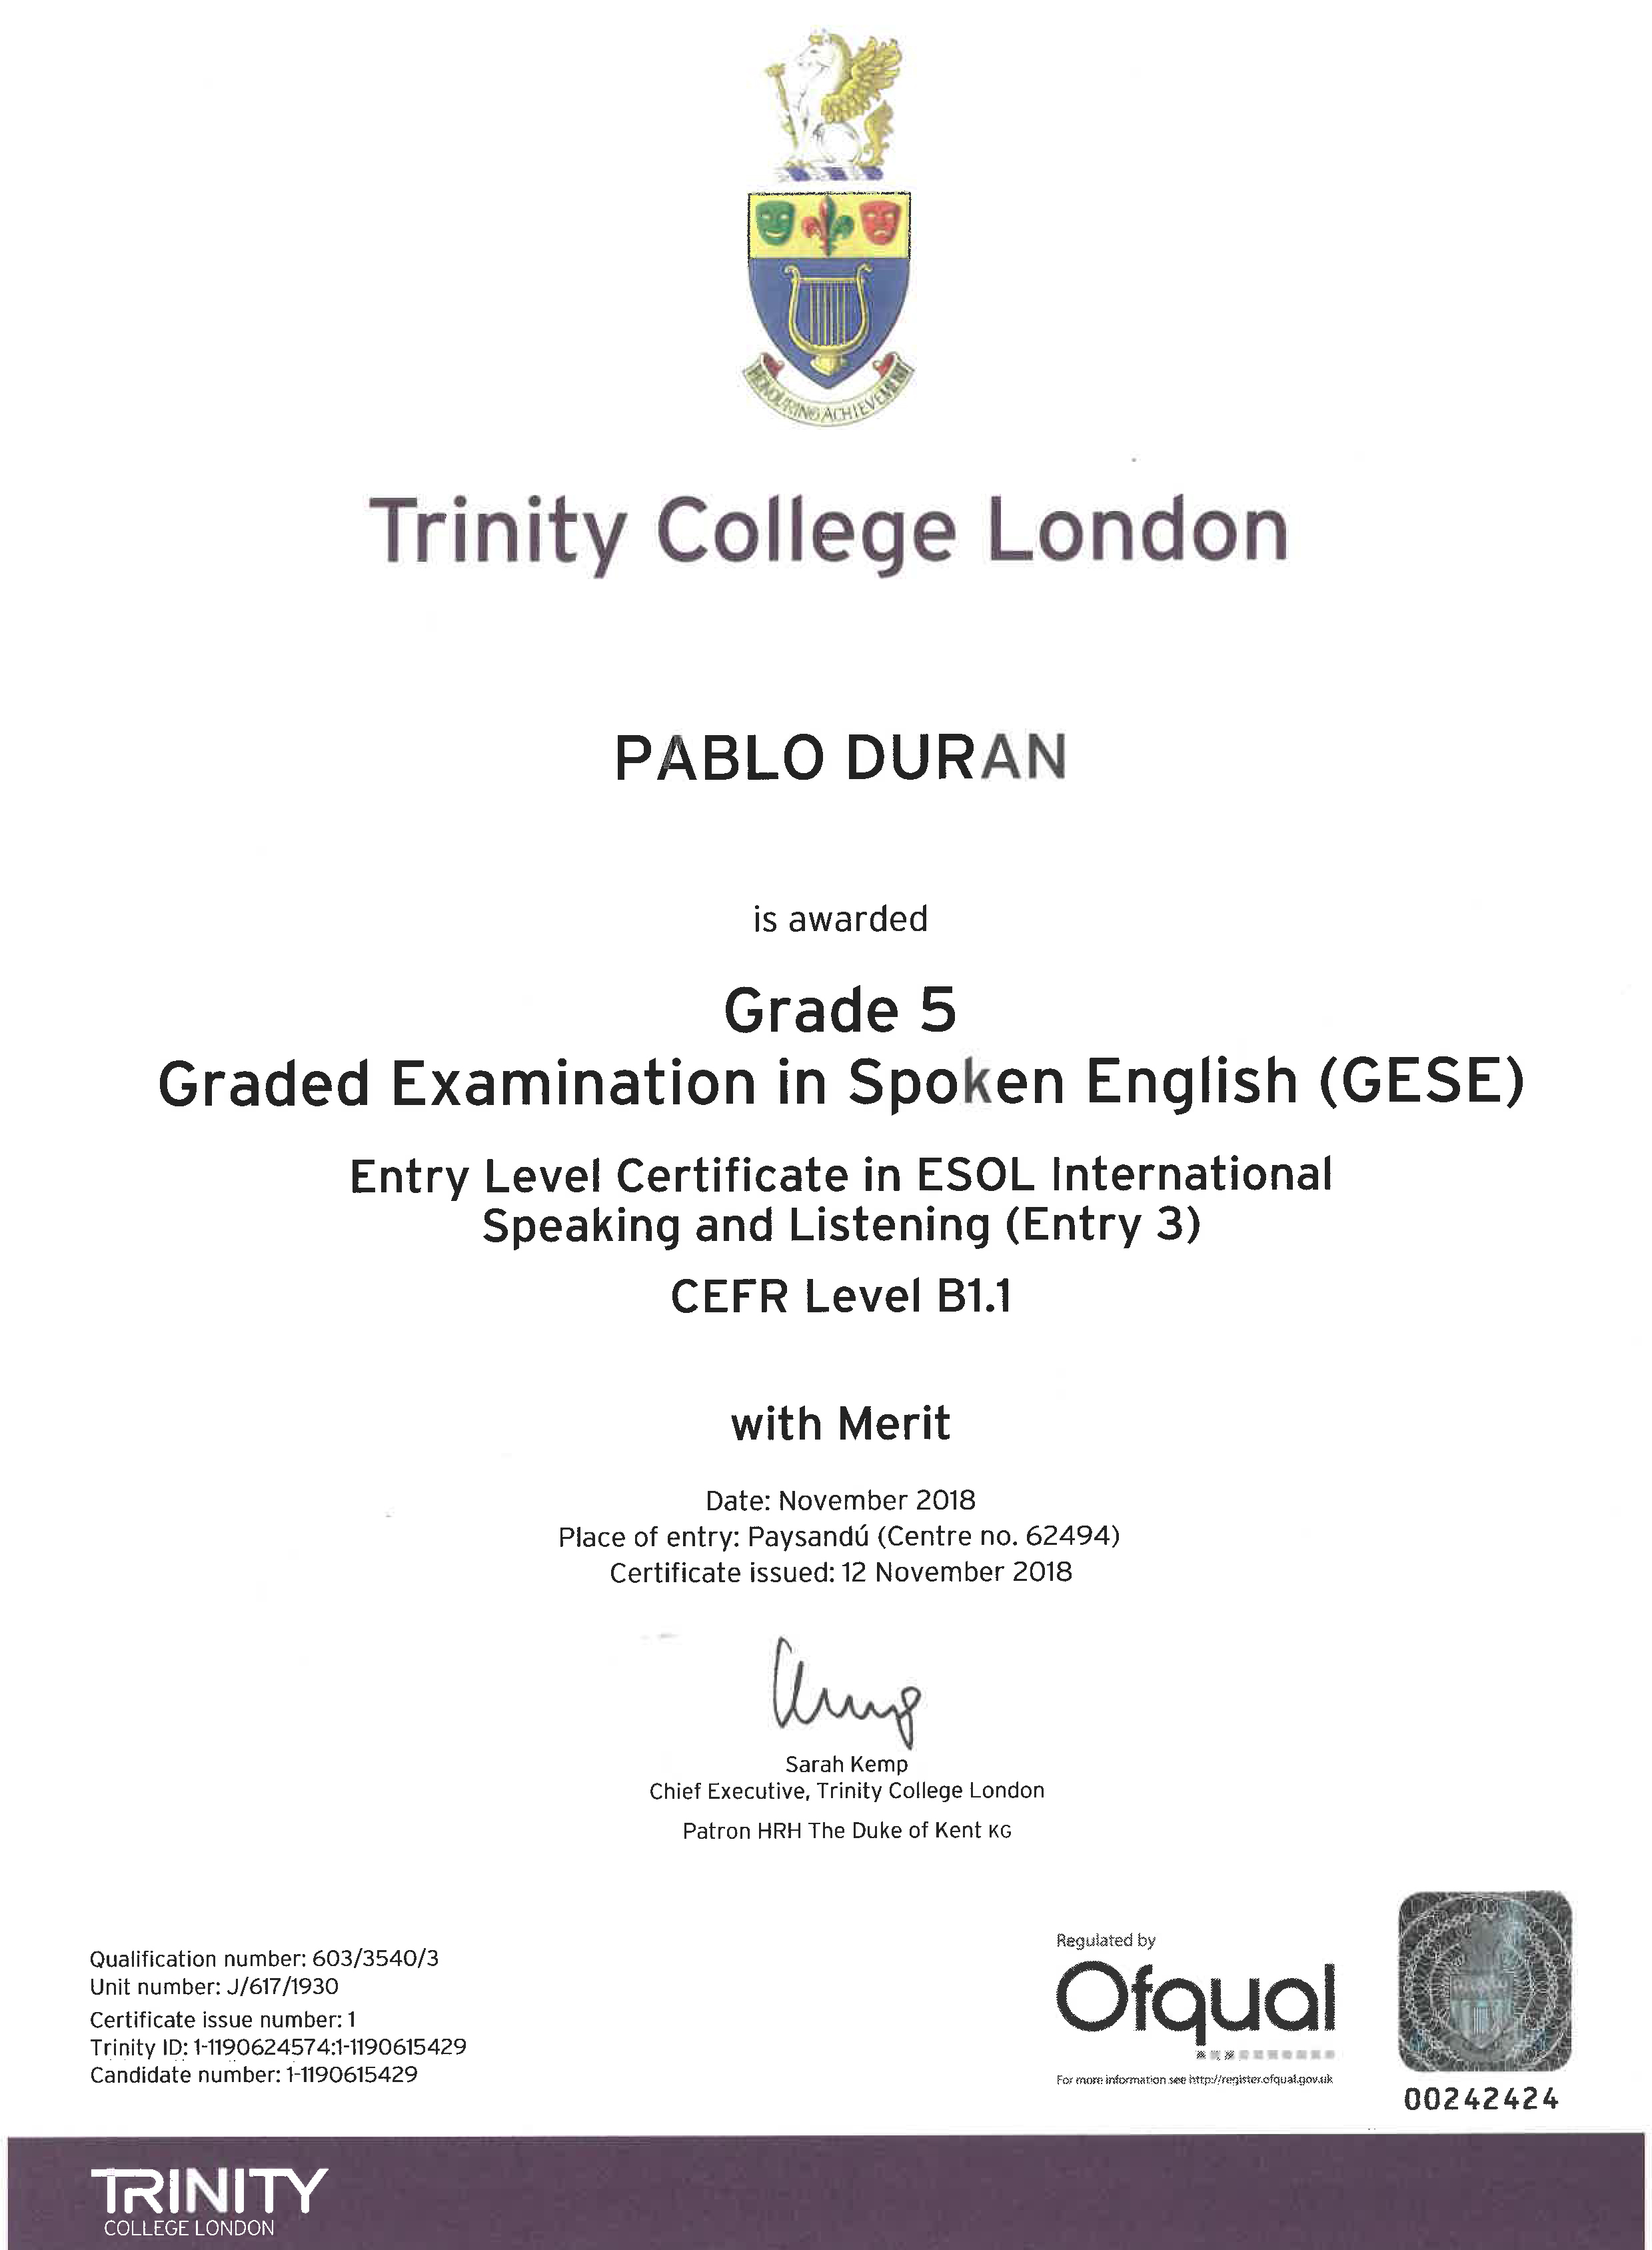 HONOURING ACHIEVEMENT
Trinity College London
PABLO DURAN
is awarded
Grade 5
Graded Examination in Spoken English (GESE)
Entry Level Certificate in ESOL International
Speaking and Listening (Entry 3)
CEFR Level B1.1
with Merit
Date: November 2018
Place of entry: Paysandú (Centre no. 62494)
Certificate issued: 12 November 2018
Sarah Kemp
Chief Executive, Trinity College London
Patron HRH The Duke of Kent KG
Qualification number: 603/3540/3
Unit number: J/617/1930
Certificate issue number: 1
Trinity ID: 1-1190624574:1-1190615429
Candidate number: 1-1190615429
Regulated by
Ofqual
For more information see http://register.ofqual.gov.uk
00242424
TRINITY
COLLEGE LONDON